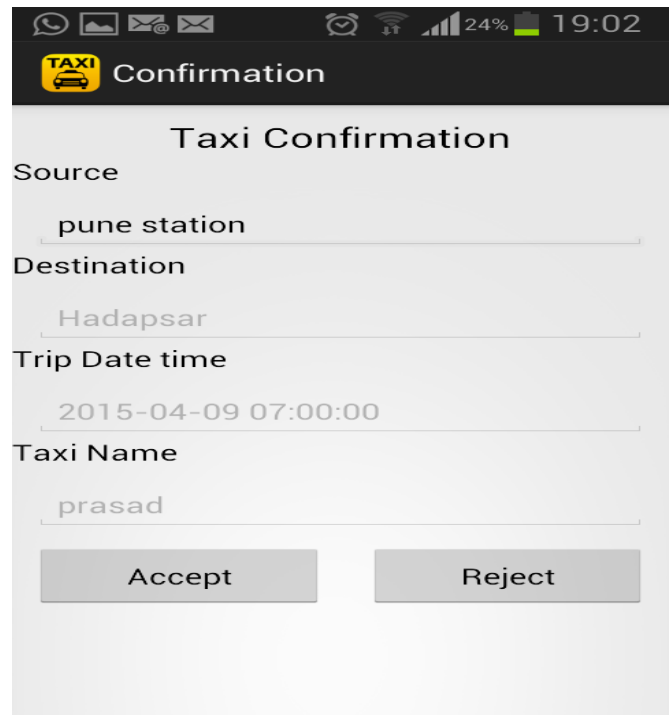 24% 19:02
TAXI Confirmation
Taxi Confirmation
Source
pune station
Destination
Hadapsar
Trip Date time
2015-04-09 07:00:00
Taxi Name
prasad
Accept Reject